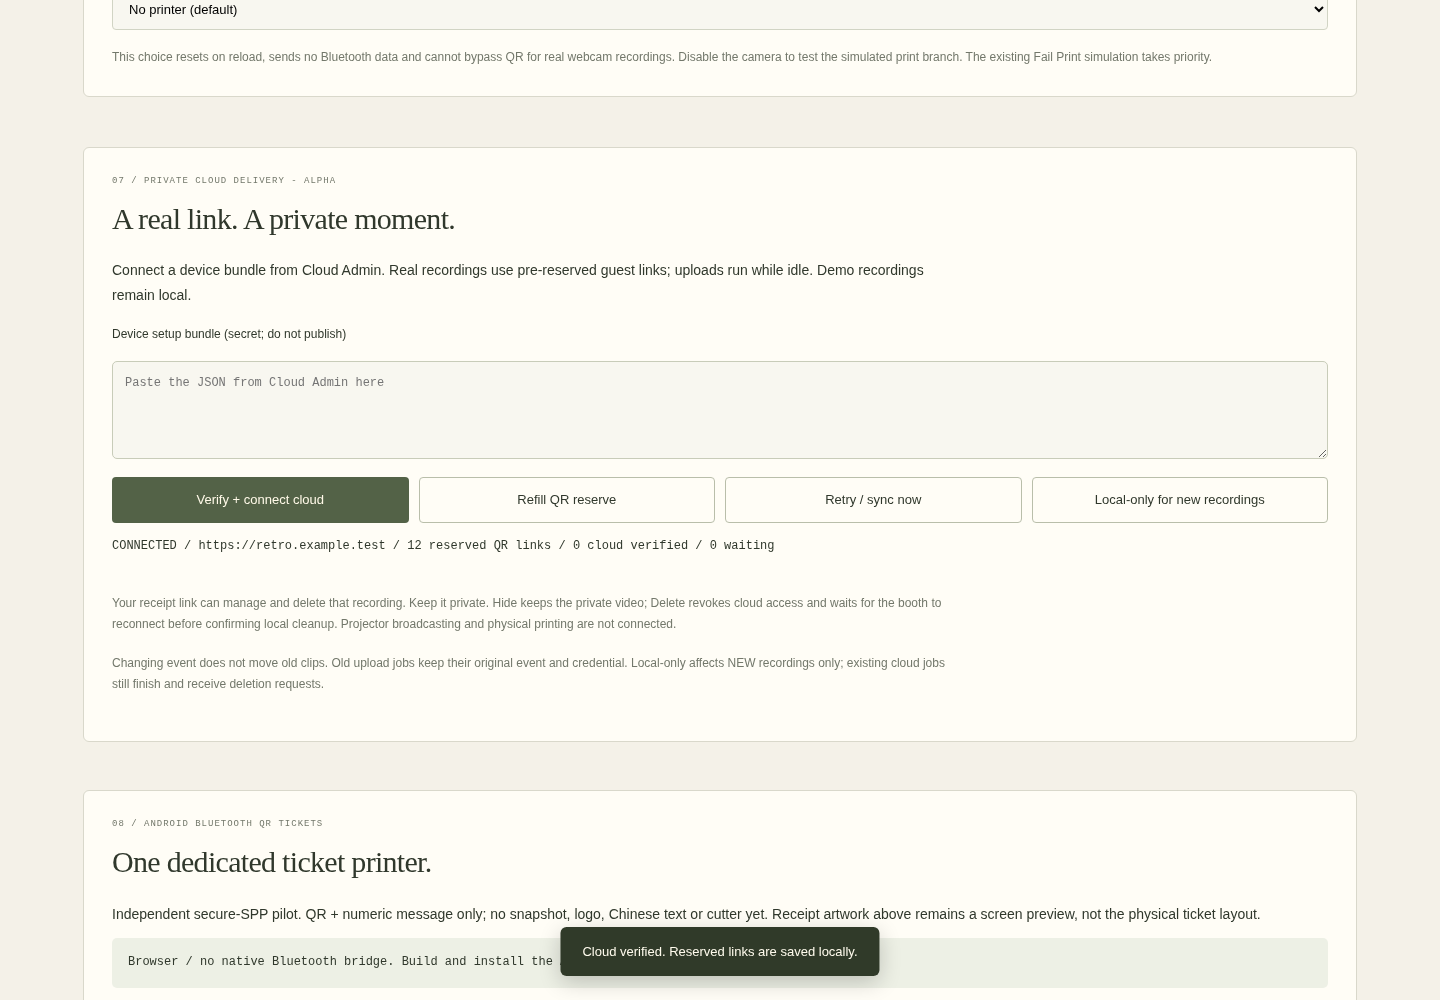 No printer (default)
This choice resets on reload, sends no Bluetooth data and cannot bypass QR for real webcam recordings. Disable the camera to test the simulated print branch. The existing Fail Print simulation takes priority.
07 / PRIVATE CLOUD DELIVERY - ALPHA
A real link. A private moment.
Connect a device bundle from Cloud Admin. Real recordings use pre-reserved guest links; uploads run while idle. Demo recordings
remain local.
Device setup bundle (secret; do not publish)
Paste the JSON from Cloud Admin here
Verify + connect cloud
Refill QR reserve
Retry / sync now
Local-only for new recordings
CONNECTED / https://retro.example.test / 12 reserved QR links / 0 cloud verified / 0 waiting
Your receipt link can manage and delete that recording. Keep it private. Hide keeps the private video; Delete revokes cloud access and waits for the booth to
reconnect before confirming local cleanup. Projector broadcasting and physical printing are not connected.
Changing event does not move old clips. Old upload jobs keep their original event and credential. Local-only affects NEW recordings only; existing cloud jobs
still finish and receive deletion requests.
08 / ANDROID BLUETOOTH QR TICKETS
One dedicated ticket printer.
Independent secure-SPP pilot. QR + numeric message only; no snapshot, logo, Chinese text or cutter yet. Receipt artwork above remains a screen preview, not the physical ticket layout.
Browser / no native Bluetooth bridge. Build and install the
Cloud verified. Reserved links are saved locally.